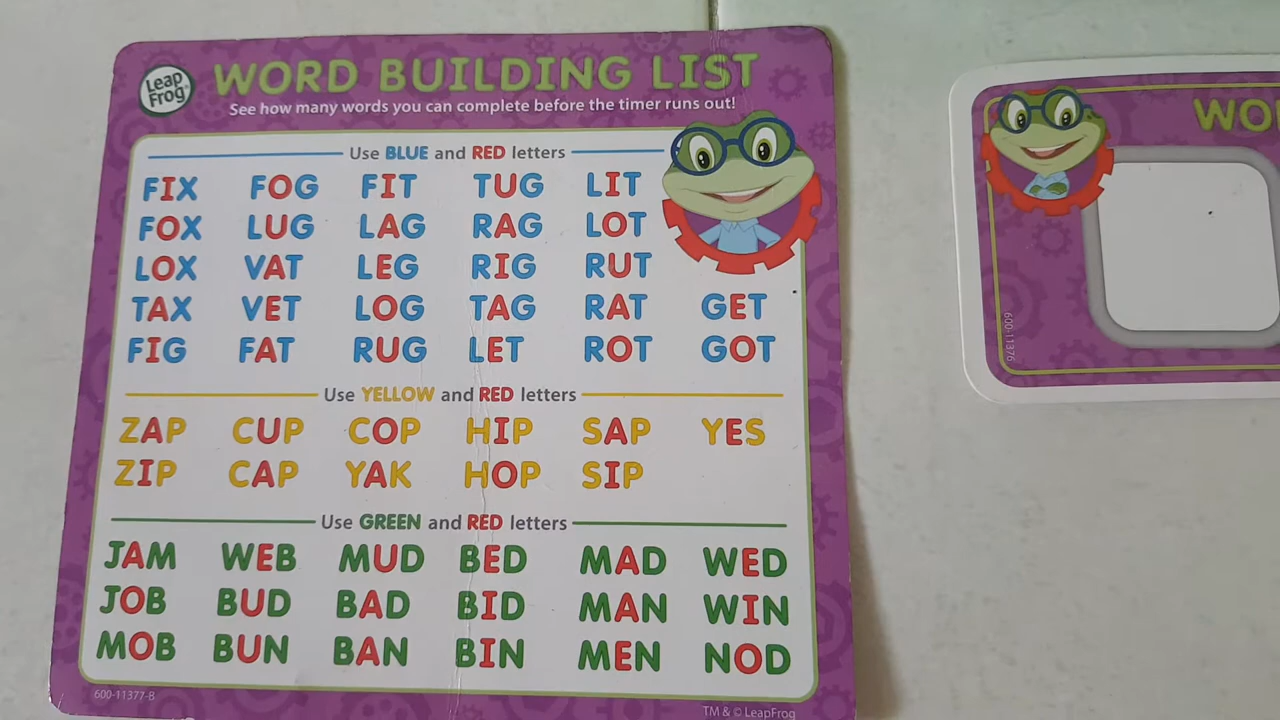 Leap
Frog
WORD BUILDING LIST
See how many words you can complete before the timer runs out!
Use BLUE and RED letters
FIX FOG FIT TUG LIT
FOX LUG LAG RAG LOT
LOX VAT LEG RIG RUT
TAX VET LOG TAG RAT GET
FIG FAT RUG LET ROT GOT
Use YELLOW and RED letters
ZAP CUP COP HIP SAP YES
ZIP CAP YAK HOP SIP
Use GREEN and RED letters
JAM WEB MUD BED MAD WED
JOB BUD BAD BID MAN WIN
MOB BUN BAN BIN MEN NOD
600-11377-B
TM & © LeapFrog
600-11376